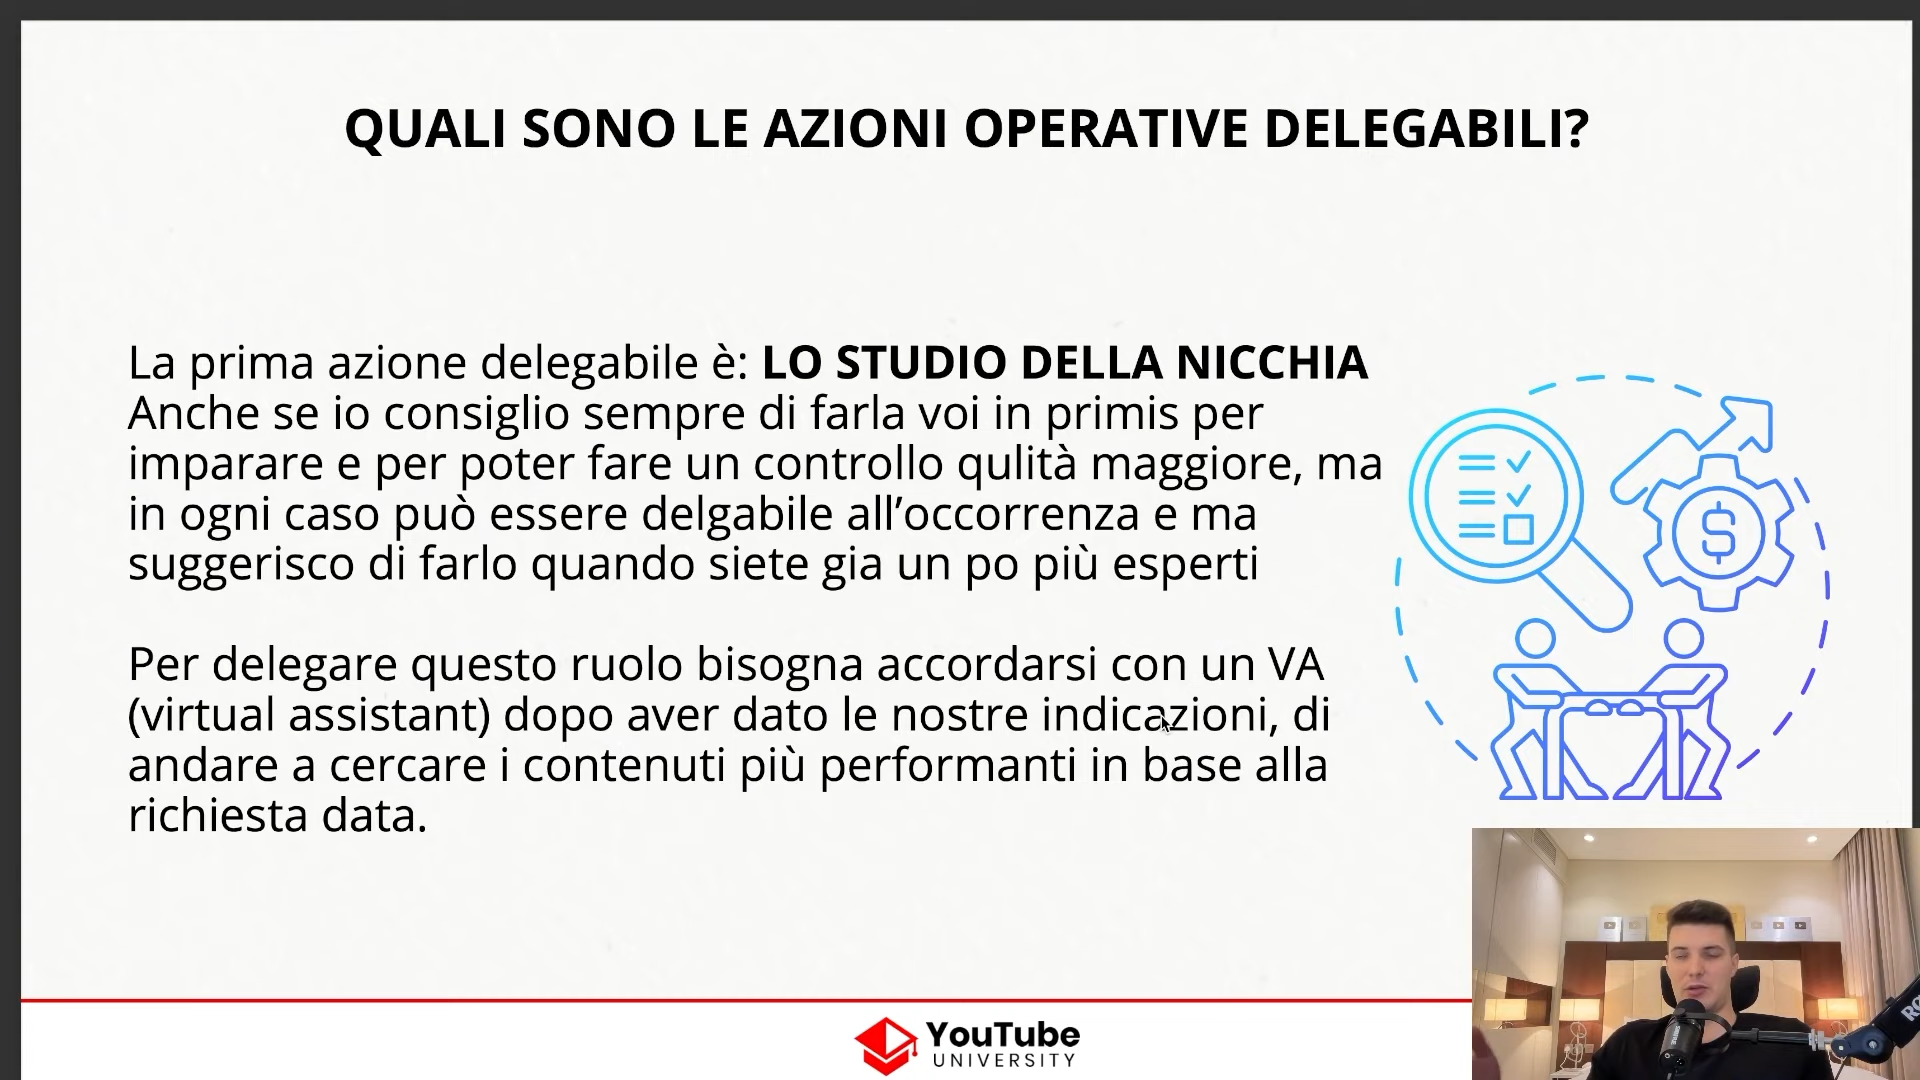 QUALI SONO LE AZIONI OPERATIVE DELEGABILI?
La prima azione delegabile è: LO STUDIO DELLA NICCHIA
Anche se io consiglio sempre di farla voi in primis per
imparare e per poter fare un controllo qulità maggiore, ma
in ogni caso può essere delgabile all’occorrenza e ma
suggerisco di farlo quando siete gia un po più esperti
Per delegare questo ruolo bisogna accordarsi con un VA
(virtual assistant) dopo aver dato le nostre indicazioni, di
andare a cercare i contenuti più performanti in base alla
richiesta data.
$
YouTube
UNIVERSITY